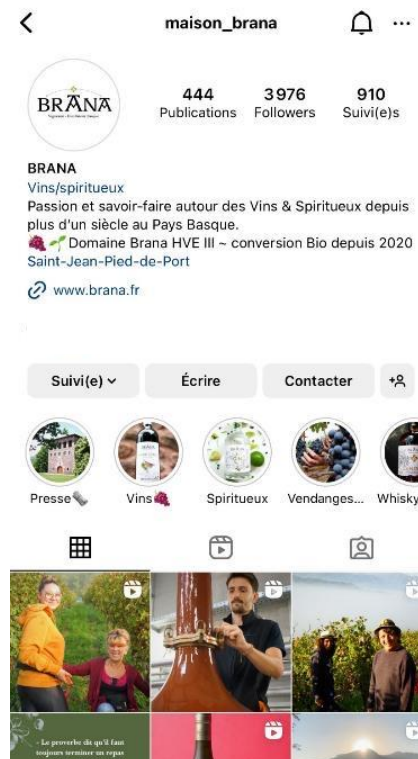 maison_brana
BRANA
444 3976 910
Publications Followers Suivi(e)s
BRANA
Vins/spiritueux
Passion et savoir-faire autour des Vins & Spiritueux depuis
plus d'un siècle au Pays Basque.
🍇🌱Domaine Brana HVE III ~ conversion Bio depuis 2020
Saint-Jean-Pied-de-Port
www.brana.fr
Suivi(e) Écrire Contacter
Presse🗞️ Vins🍇 Spiritueux Vendanges... Whisky
- Le proverbe dit qu'il faut
toujours terminer un repas